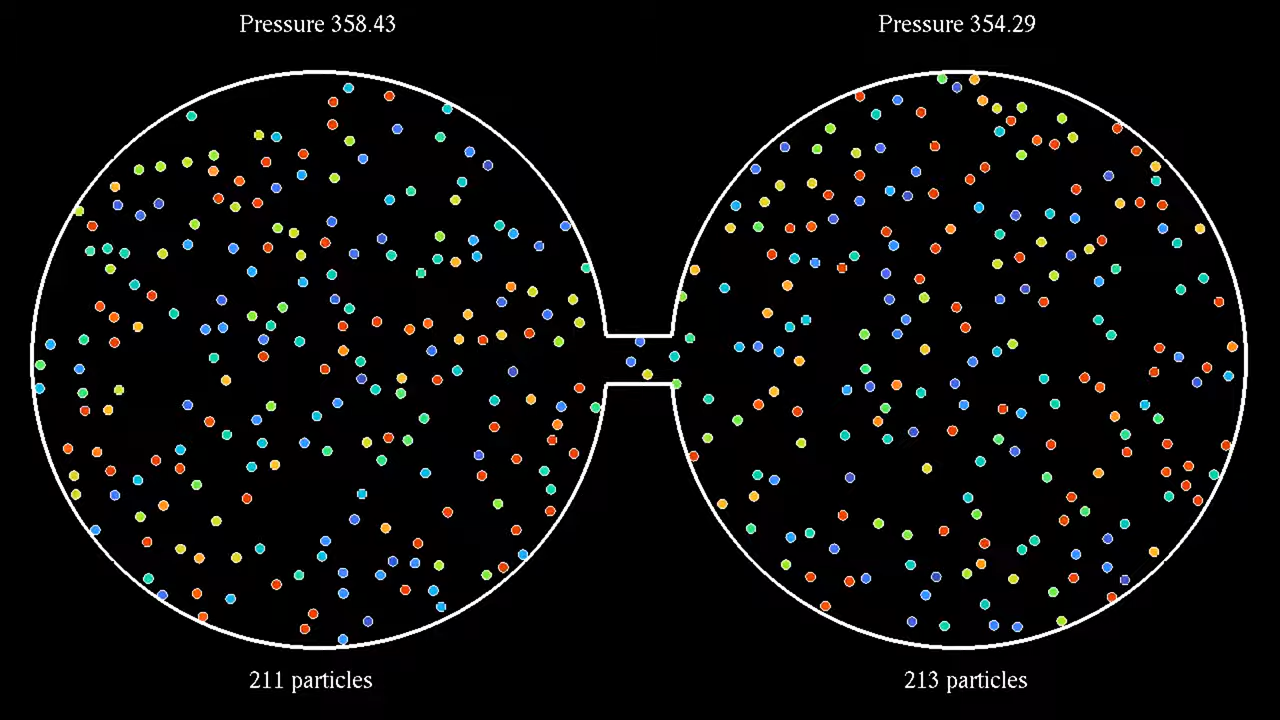 Pressure 358.43
Pressure 354.29
211 particles
213 particles